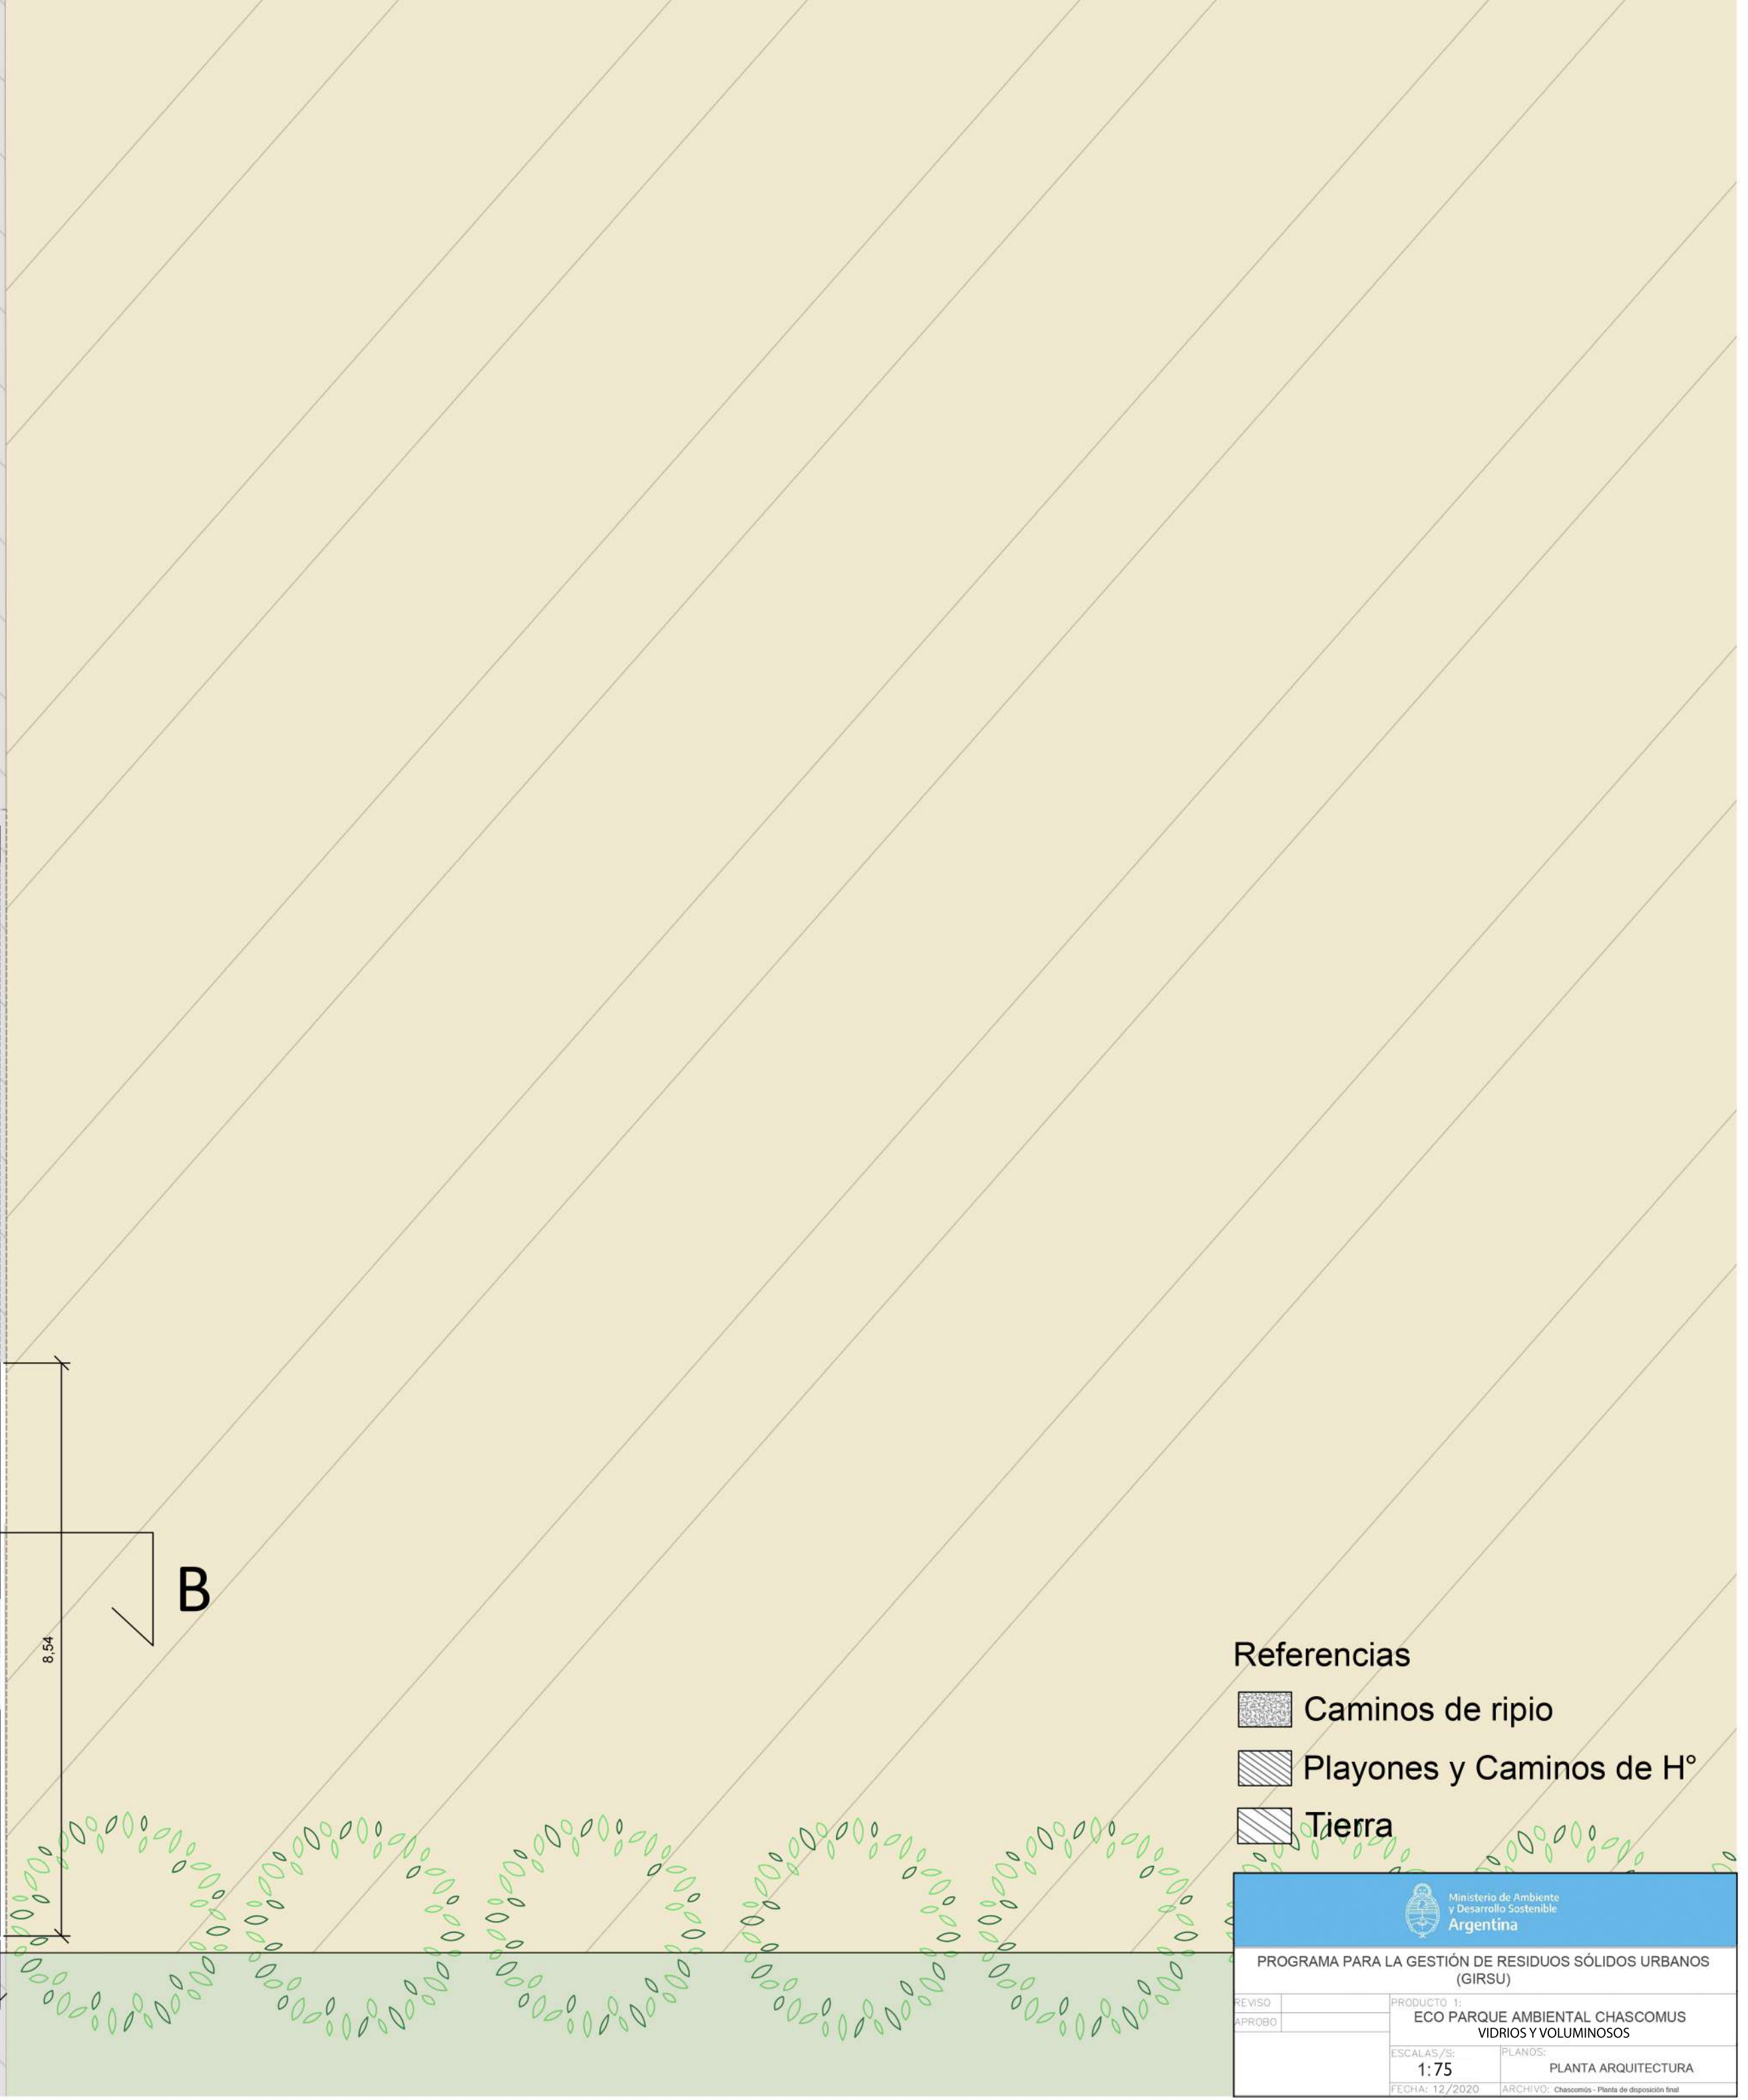 B
8,54
Referencias
Caminos de ripio
Playones y Caminos de H°
Tierra
Ministerio de Ambiente
y Desarrollo Sostenible
Argentina
PROGRAMA PARA LA GESTIÓN DE RESIDUOS SÓLIDOS URBANOS
(GIRSU)
REVISO
APROBO
PRODUCTO 1:
ECO PARQUE AMBIENTAL CHASCOMUS
VIDRIOS Y VOLUMINOSOS
ESCALAS/S:
1:75
PLANOS:
PLANTA ARQUITECTURA
FECHA: 12/2020
ARCHIVO: Chascomús - Planta de disposición final